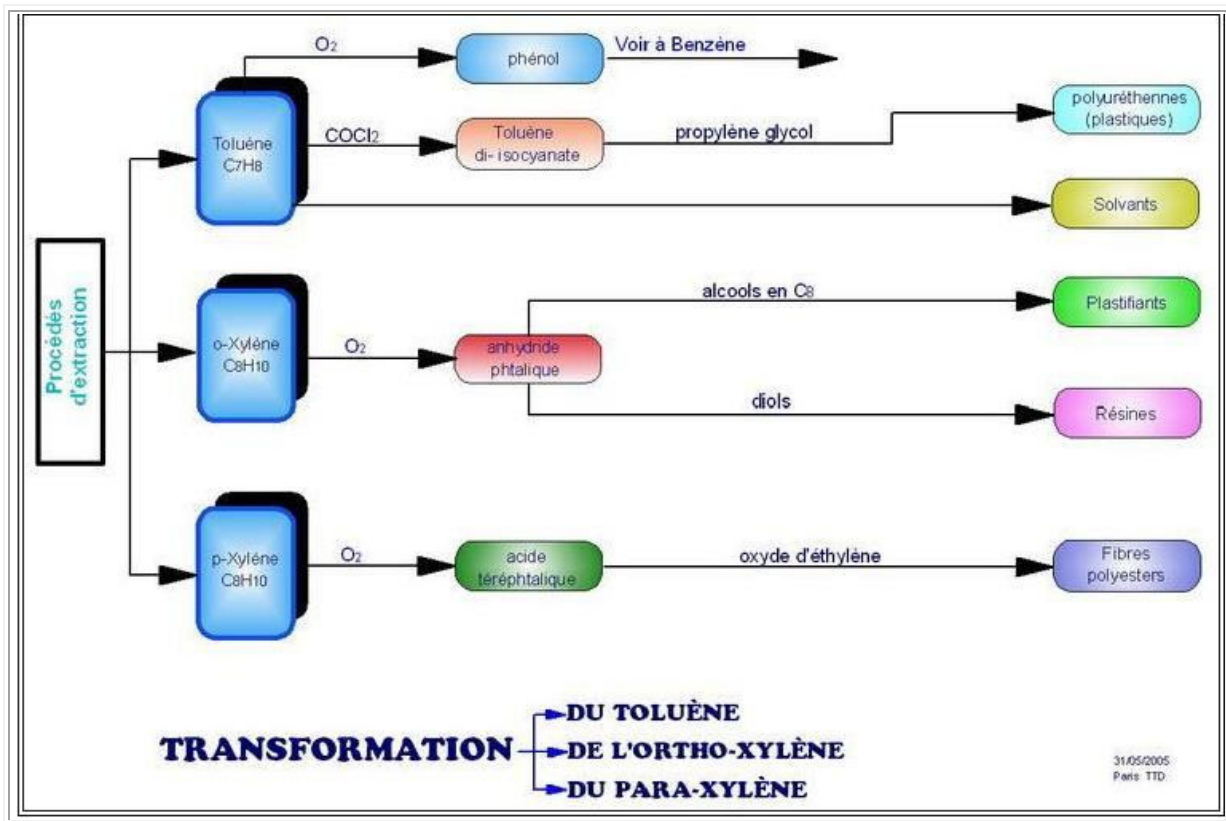 O2
phénol
Voir à Benzène
Toluène
C7H8
COCl2
Toluène
di- isocyanate
propylène glycol
polyuréthennes
(plastiques)
Solvants
Procédés
d'extraction
o-Xylène
C8H10
O2
anhydride
phtalique
alcools en C8
Plastifiants
diols
Résines
p-Xylène
C8H10
O2
acide
téréphtalique
oxyde d'éthylène
Fibres
polyesters
TRANSFORMATION
DU TOLUÈNE
DE L'ORTHO-XYLÈNE
DU PARA-XYLÈNE
31/05/2005
Paris TTD